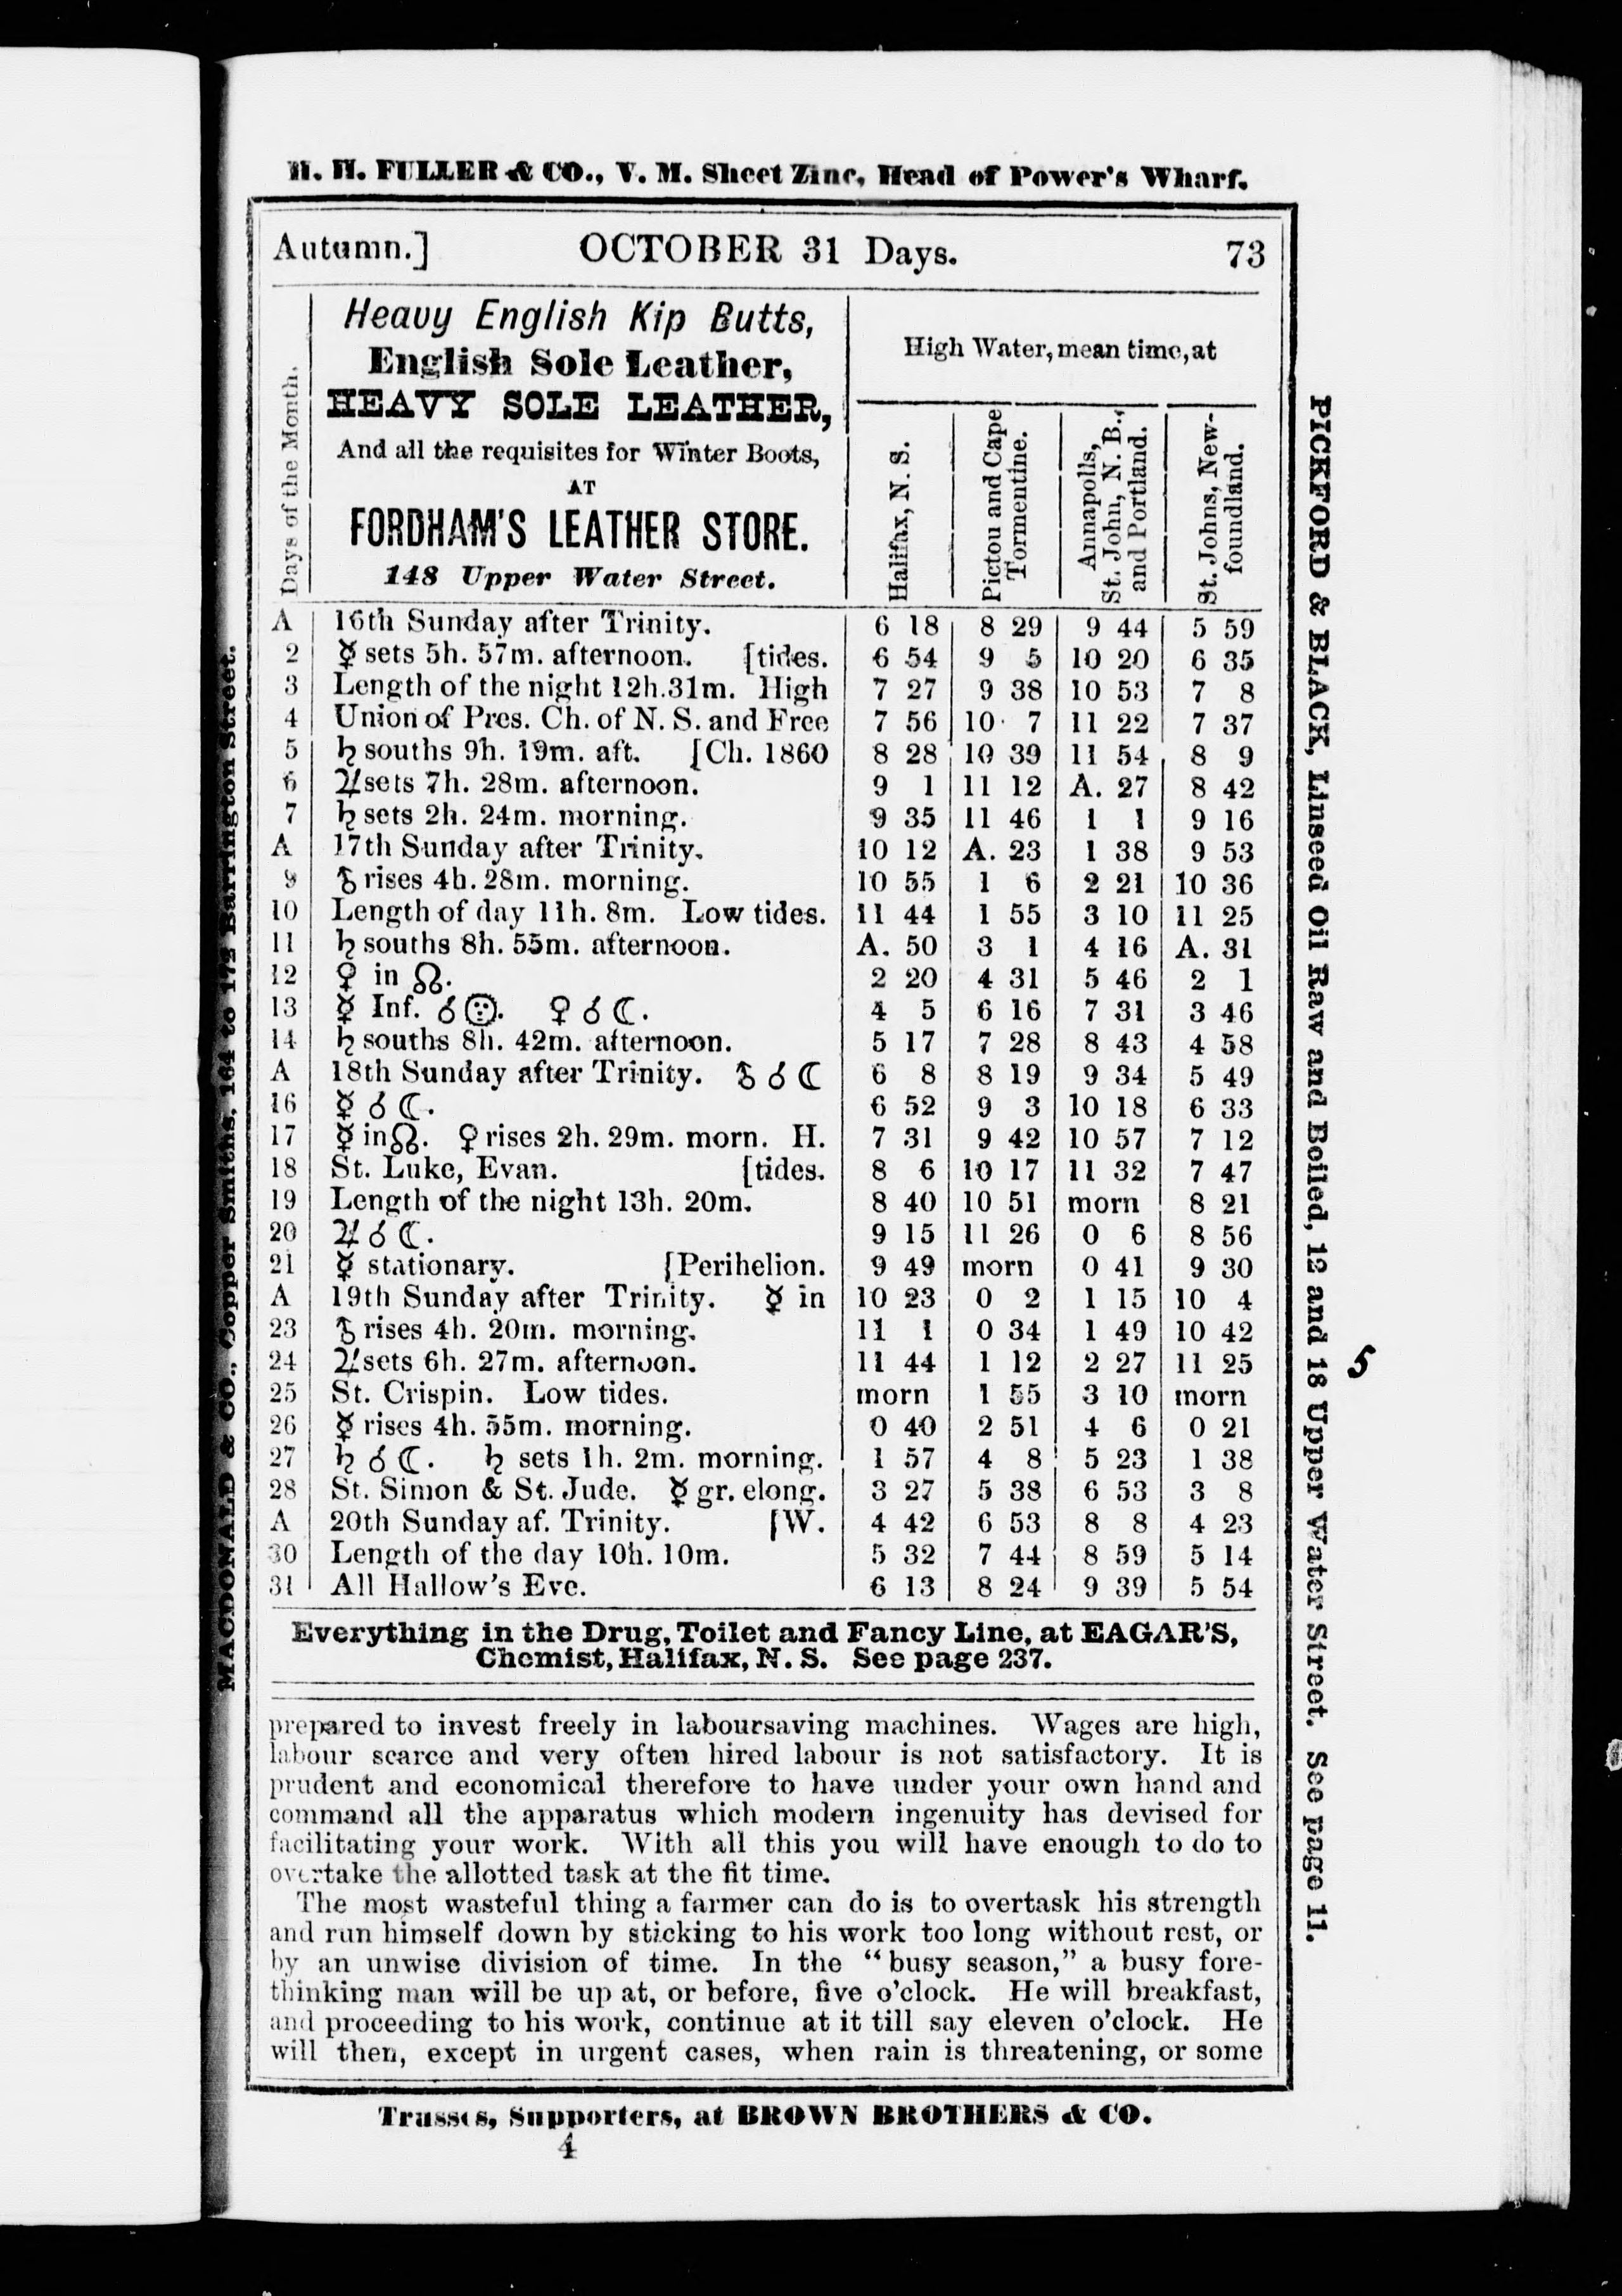 H. H. FULLER & CO., V. M. Sheet Zinc, Head of Power's Wharf.
Autumn.] OCTOBER 31 Days. 73
Days of the Month.
Heavy English Kip Butts,
English Sole Leather,
HEAVY SOLE LEATHER,
And all the requisites for Winter Boots,
AT
FORDHAM'S LEATHER STORE.
148 Upper Water Street.
High Water, mean time, at
Halifax, N. S.
Pictou and Cape Tormentine.
Annapolis, St. John, N. B., and Portland.
St. Johns, Newfoundland.
A 16th Sunday after Trinity. 6 18 8 29 9 44 5 59
2 ☿ sets 5h. 57m. afternoon. [tides. 6 54 9 5 10 20 6 35
3 Length of the night 12h.31m. High 7 27 9 38 10 53 7 8
4 Union of Pres. Ch. of N. S. and Free 7 56 10 7 11 22 7 37
5 ♄ souths 9h. 19m. aft. [Ch. 1860 8 28 10 39 11 54 8 9
6 ♃ sets 7h. 28m. afternoon. 9 1 11 12 A. 27 8 42
7 ♄ sets 2h. 24m. morning. 9 35 11 46 1 1 9 16
A 17th Sunday after Trinity. 10 12 A. 23 1 38 9 53
9 ♂ rises 4h. 28m. morning. 10 55 1 6 2 21 10 36
10 Length of day 11h. 8m. Low tides. 11 44 1 55 3 10 11 25
11 ♄ souths 8h. 55m. afternoon. A. 50 3 1 4 16 A. 31
12 ♀ in ☊. 2 20 4 31 5 46 2 1
13 ☿ Inf. ☌ ☉. ♀ ☌ ☾. 4 5 6 16 7 31 3 46
14 ♄ souths 8h. 42m. afternoon. 5 17 7 28 8 43 4 58
A 18th Sunday after Trinity. ♂ ☌ ☾ 6 8 8 19 9 34 5 49
16 ☿ ☌ ☾. 6 52 9 3 10 18 6 33
17 ☿ in ☊. ♀ rises 2h. 29m. morn. H. 7 31 9 42 10 57 7 12
18 St. Luke, Evan. [tides. 8 6 10 17 11 32 7 47
19 Length of the night 13h. 20m. 8 40 10 51 morn 8 21
20 ♃ ☌ ☾. 9 15 11 26 0 6 8 56
21 ☿ stationary. [Perihelion. 9 49 morn 0 41 9 30
A 19th Sunday after Trinity. ☿ in 10 23 0 2 1 15 10 4
23 ♂ rises 4h. 20m. morning. 11 1 0 34 1 49 10 42
24 ♃ sets 6h. 27m. afternoon. 11 44 1 12 2 27 11 25
25 St. Crispin. Low tides. morn 1 55 3 10 morn
26 ☿ rises 4h. 55m. morning. 0 40 2 51 4 6 0 21
27 ♄ ☌ ☾. ♄ sets 1h. 2m. morning. 1 57 4 8 5 23 1 38
28 St. Simon & St. Jude. ☿ gr. elong. 3 27 5 38 6 53 3 8
A 20th Sunday af. Trinity. [W. 4 42 6 53 8 8 4 23
30 Length of the day 10h. 10m. 5 32 7 44 8 59 5 14
31 All Hallow's Eve. 6 13 8 24 9 39 5 54
Everything in the Drug, Toilet and Fancy Line, at EAGAR'S,
Chemist, Halifax, N. S. See page 237.
prepared to invest freely in laboursaving machines. Wages are high,
labour scarce and very often hired labour is not satisfactory. It is
prudent and economical therefore to have under your own hand and
command all the apparatus which modern ingenuity has devised for
facilitating your work. With all this you will have enough to do to
overtake the allotted task at the fit time.
The most wasteful thing a farmer can do is to overtask his strength
and run himself down by sticking to his work too long without rest, or
by an unwise division of time. In the "busy season," a busy fore-
thinking man will be up at, or before, five o'clock. He will breakfast,
and proceeding to his work, continue at it till say eleven o'clock. He
will then, except in urgent cases, when rain is threatening, or some
Trusses, Supporters, at BROWN BROTHERS & CO.
4
MACDONALD & CO., Copper Smiths, 164 to 172 Barrington Street.
PICKFORD & BLACK, Linseed Oil Raw and Boiled, 12 and 18 Upper Water Street. See page 11.
5